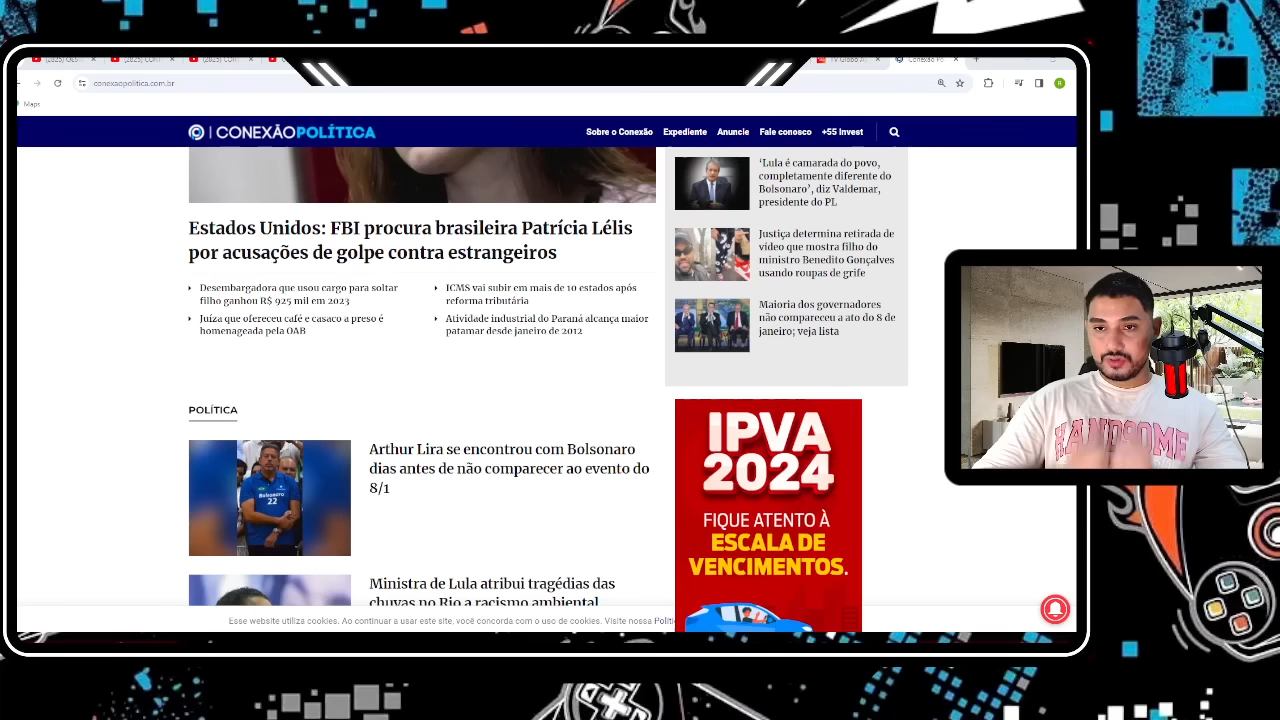 conexaopolitica.com.br
Maps
CONEXÃOPOLÍTICA
Sobre o Conexão Expediente Anuncie Fale conosco +55 Invest
Estados Unidos: FBI procura brasileira Patrícia Lélis
por acusações de golpe contra estrangeiros
Desembargadora que usou cargo para soltar
filho ganhou R$ 925 mil em 2023
Juíza que ofereceu café e casaco a preso é
homenageada pela OAB
ICMS vai subir em mais de 10 estados após
reforma tributária
Atividade industrial do Paraná alcança maior
patamar desde janeiro de 2012
‘Lula é camarada do povo,
completamente diferente do
Bolsonaro’, diz Valdemar,
presidente do PL
Justiça determina retirada de
vídeo que mostra filho do
ministro Benedito Gonçalves
usando roupas de grife
Maioria dos governadores
não compareceu a ato do 8 de
janeiro; veja lista
POLÍTICA
Bolsonaro
22
Arthur Lira se encontrou com Bolsonaro
dias antes de não comparecer ao evento do
8/1
Ministra de Lula atribui tragédias das
chuvas no Rio a racismo ambiental
IPVA
2024
FIQUE ATENTO À
ESCALA DE
VENCIMENTOS.
Esse website utiliza cookies. Ao continuar a usar este site, você concorda com o uso de cookies. Visite nossa
HANDSOME